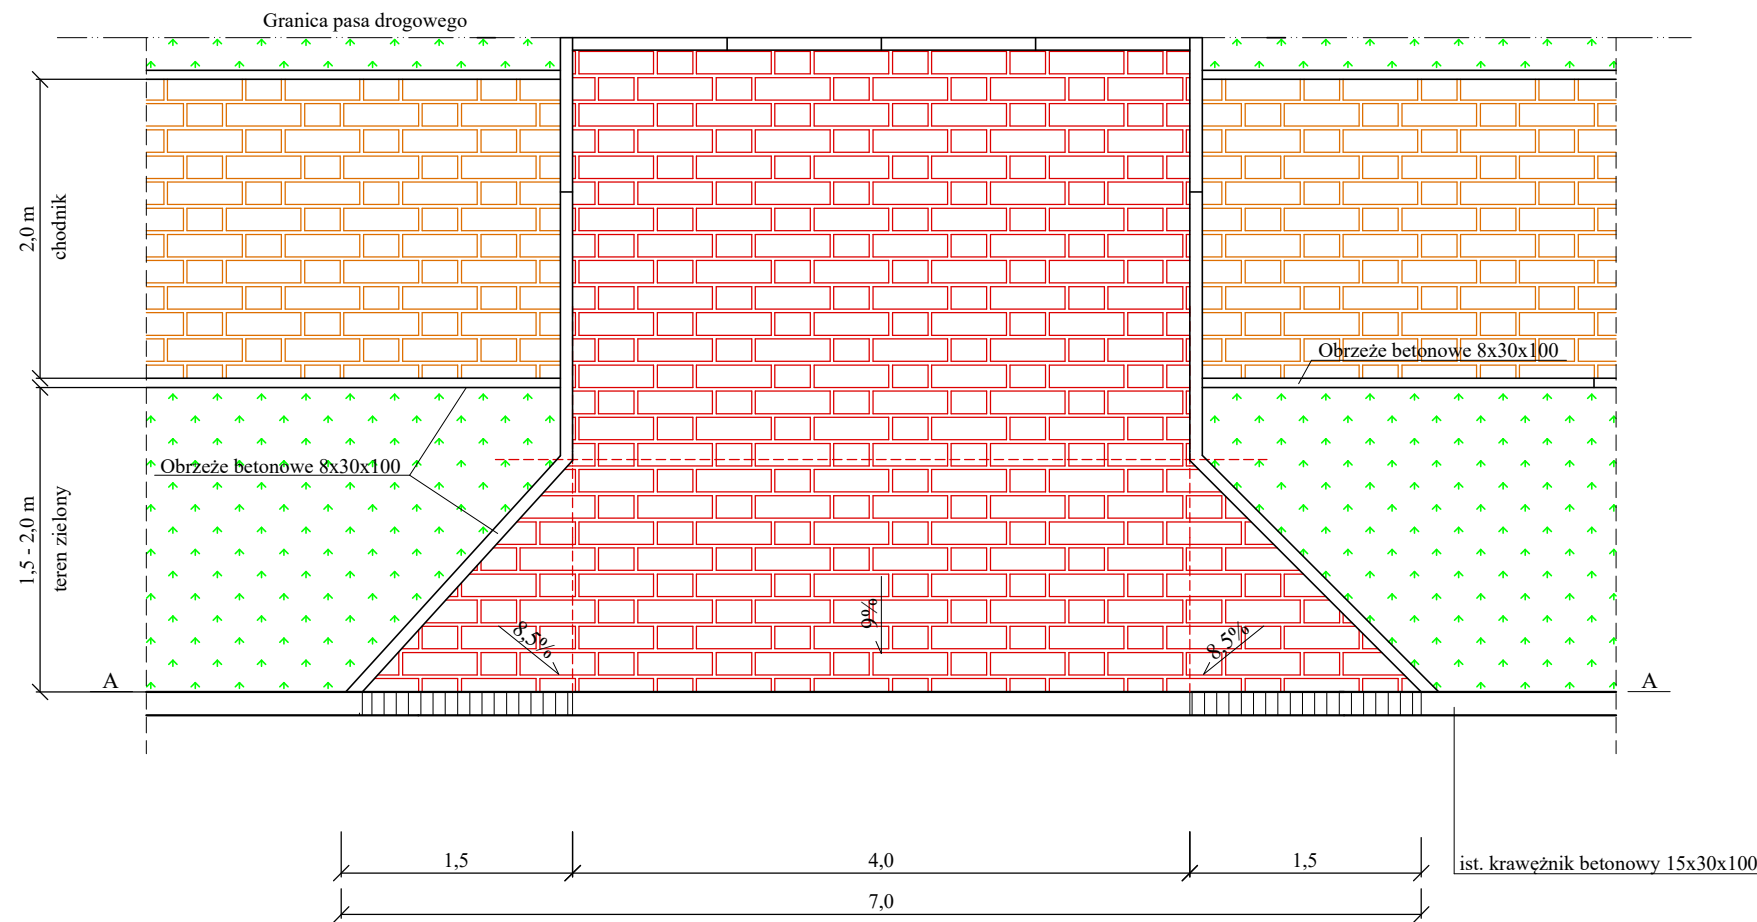 Granica pasa drogowego
2,0 m
chodnik
Obrzeże betonowe 8x30x100
Obrzeże betonowe 8x30x100
1,5 - 2,0 m
teren zielony
8,5%
9%
8,5%
A
A
1,5
4,0
1,5
ist. krawężnik betonowy 15x30x100
7,0